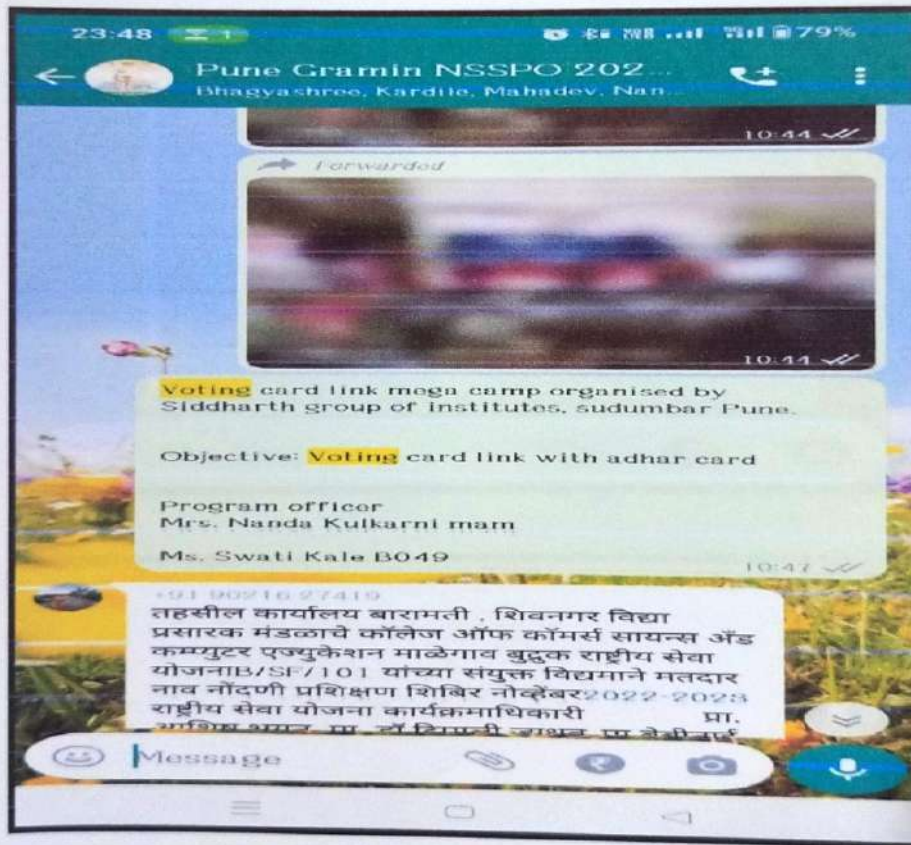 23:48
1
79%
Pune Gramin NSSPO 202...
Bhagyashree, Kardile, Mahadev, Nan...
10:44
Forwarded
10:44
Voting card link mega camp organised by
Siddharth group of institutes, sudumbar Pune.
Objective: Voting card link with adhar card
Program officer
Mrs. Nanda Kulkarni mam
Ms. Swati Kale B049
10:47
+91 90216 27419
तहसील कार्यालय बारामती , शिवनगर विद्या
प्रसारक मंडळाचे कॉलेज ऑफ कॉमर्स सायन्स अँड
कम्प्युटर एज्युकेशन माळेगाव बुद्रुक राष्ट्रीय सेवा
योजनाB/SF/101 यांच्या संयुक्त विद्यमाने मतदार
नाव नोंदणी प्रशिक्षण शिबिर नोव्हेंबर2022-2023
राष्ट्रीय सेवा योजना कार्यक्रमाधिकारी प्रा.
Message